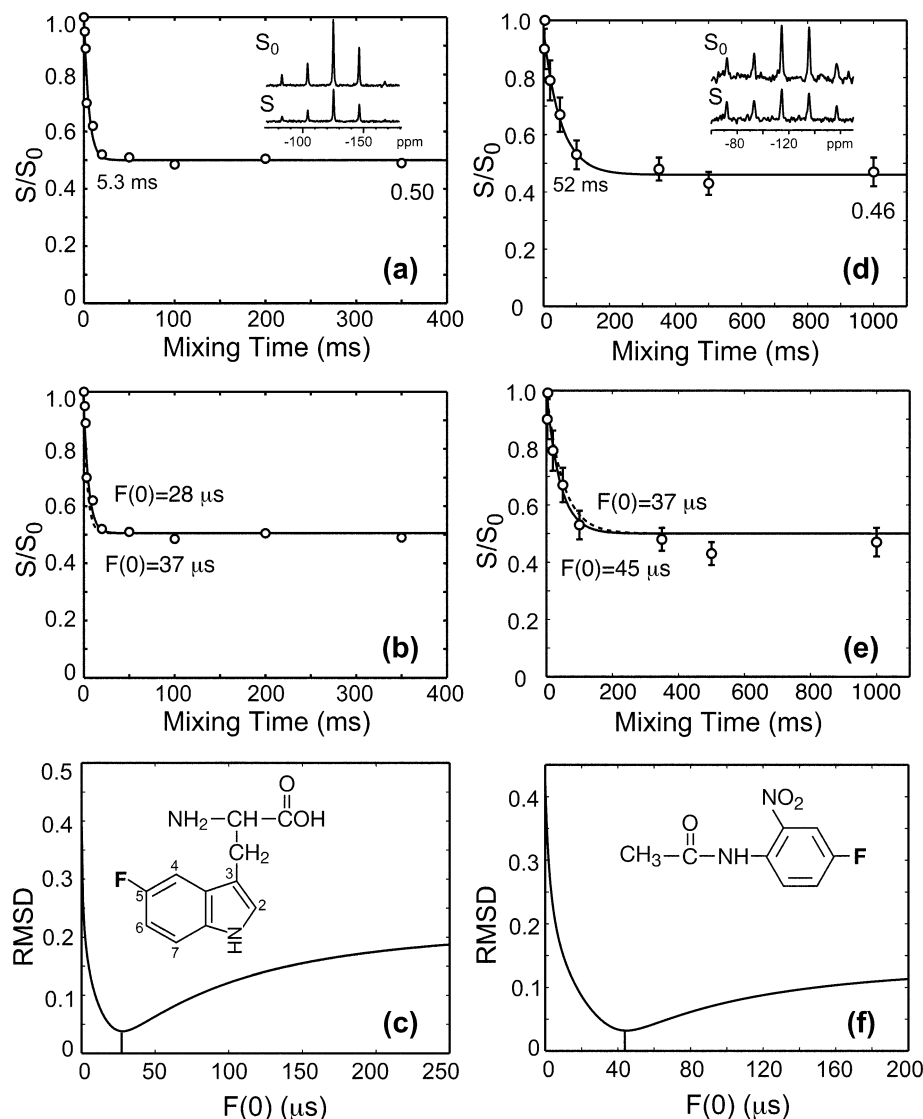 S/S0
1.0
0.8
0.6
0.4
0.2
0
S0
S
-100
-150
ppm
5.3 ms
0.50
(a)
0
50
100
150
200
250
300
350
400
Mixing Time (ms)
S/S0
1.0
0.8
0.6
0.4
0.2
0
S0
S
-80
-120
ppm
52 ms
0.46
(d)
0
200
400
600
800
1000
Mixing Time (ms)
S/S0
1.0
0.8
0.6
0.4
0.2
0
F(0)=28 μs
F(0)=37 μs
(b)
0
100
200
300
400
Mixing Time (ms)
S/S0
1.0
0.8
0.6
0.4
0.2
0
F(0)=37 μs
F(0)=45 μs
(e)
0
200
400
600
800
1000
Mixing Time (ms)
RMSD
0.5
0.4
0.3
0.2
0.1
0
O
NH2
CH
COH
CH2
F
4
3
5
2
6
7
N
H
(c)
0
50
100
150
200
250
F(0) (μs)
RMSD
0.4
0.3
0.2
0.1
0
NO2
O
CH3
C
NH
F
(f)
0
40
80
120
160
200
F(0) (μs)